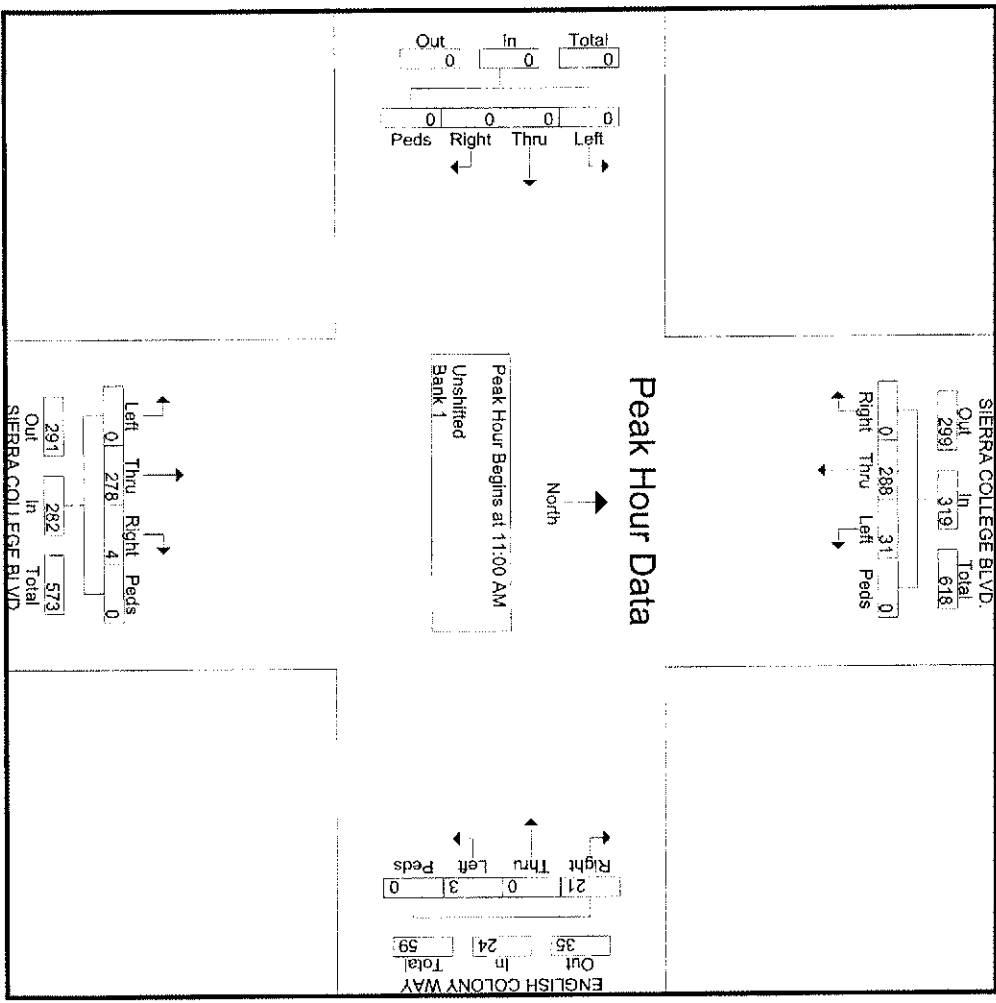 SIERRA COLLEGE BLVD.
Out In Total
299 319 618
0 288 31 0
Right Thru Left Peds
Peak Hour Data
North
Peak Hour Begins at 11:00 AM
Unshifted
Bank 1
Out In Total
0 0 0
0 0 0 0
Peds Right Thru Left
ENGLISH COLONY WAY
Out In Total
35 24 59
21 0 3 0
Right Thru Left Peds
Left Thru Right Peds
0 278 4 0
291 282 573
Out In Total
SIERRA COLLEGE BLVD.